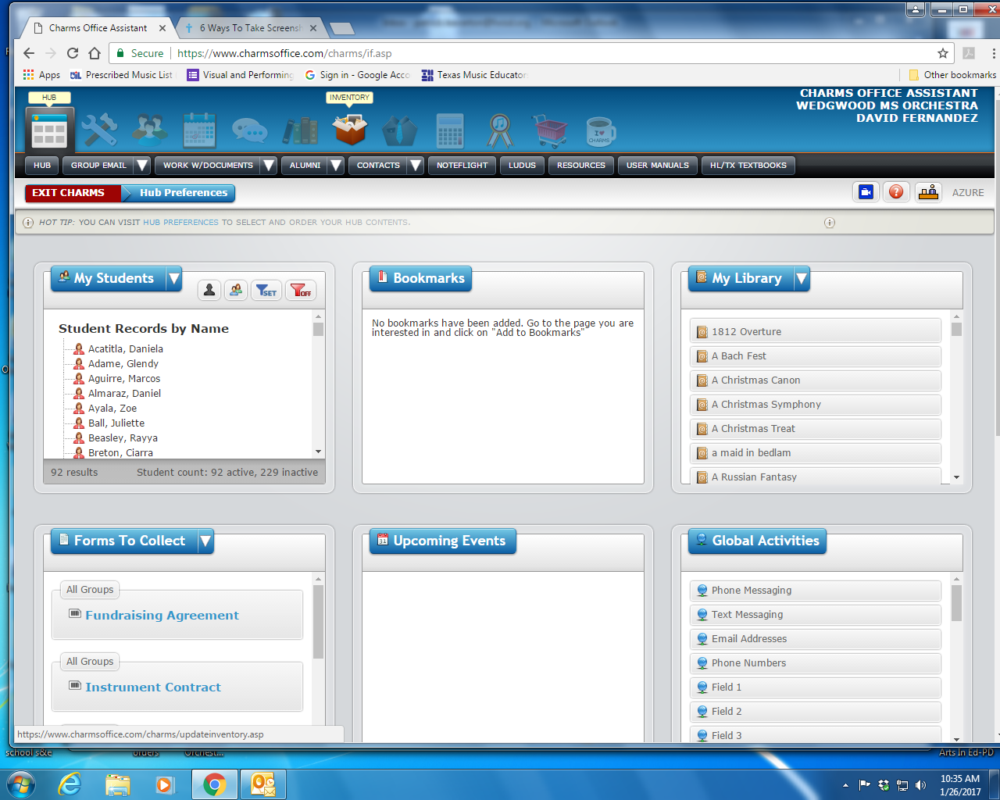 Charms Office Assistant
6 Ways To Take Screensh
Secure
https://www.charmsoffice.com/charms/if.asp
Apps
Prescribed Music List
Visual and Performing
Sign in - Google Acco
Texas Music Educator
Other bookmarks
HUB
INVENTORY
CHARMS OFFICE ASSISTANT
WEDGWOOD MS ORCHESTRA
DAVID FERNANDEZ
I
CHARMS
HUB
GROUP EMAIL
WORK W/DOCUMENTS
ALUMNI
CONTACTS
NOTEFLIGHT
LUDUS
RESOURCES
USER MANUALS
HL/TX TEXTBOOKS
EXIT CHARMS
Hub Preferences
AZURE
HOT TIP: YOU CAN VISIT HUB PREFERENCES TO SELECT AND ORDER YOUR HUB CONTENTS.
My Students
SET
OFF
Student Records by Name
Acatitla, Daniela
Adame, Glendy
Aguirre, Marcos
Almaraz, Daniel
Ayala, Zoe
Ball, Juliette
Beasley, Rayya
Breton, Ciarra
92 results
Student count: 92 active, 229 inactive
Bookmarks
No bookmarks have been added. Go to the page you are
interested in and click on "Add to Bookmarks"
My Library
1812 Overture
A Bach Fest
A Christmas Canon
A Christmas Symphony
A Christmas Treat
a maid in bedlam
A Russian Fantasy
Forms To Collect
All Groups
Fundraising Agreement
All Groups
Instrument Contract
31
Upcoming Events
Global Activities
Phone Messaging
Text Messaging
Email Addresses
Phone Numbers
Field 1
Field 2
Field 3
https://www.charmsoffice.com/charms/updateinventory.asp
school s&e
orders
Orchest...
Arts In Ed-PD
10:35 AM
1/26/2017